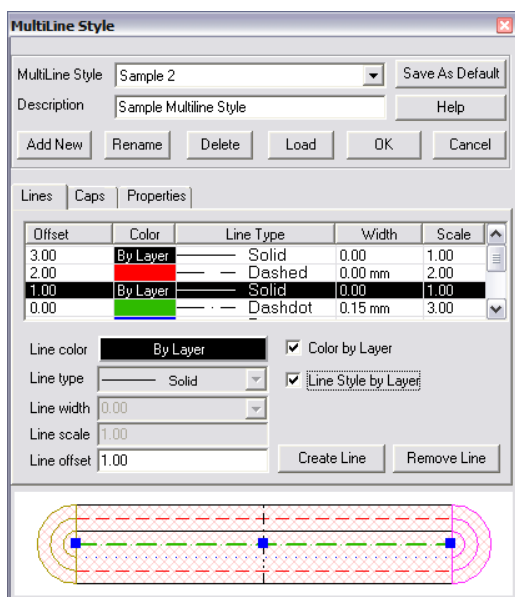 MultiLine Style
MultiLine Style Sample 2 Save As Default
Description Sample Multiline Style Help
Add New Rename Delete Load OK Cancel
Lines Caps Properties
Offset Color Line Type Width Scale
3.00 By Layer Solid 0.00 1.00
2.00 Dashed 0.00 mm 2.00
1.00 By Layer Solid 0.00 1.00
0.00 Dashdot 0.15 mm 3.00
Line color By Layer Color by Layer
Line type Solid Line Style by Layer
Line width 0.00
Line scale 1.00
Line offset 1.00 Create Line Remove Line